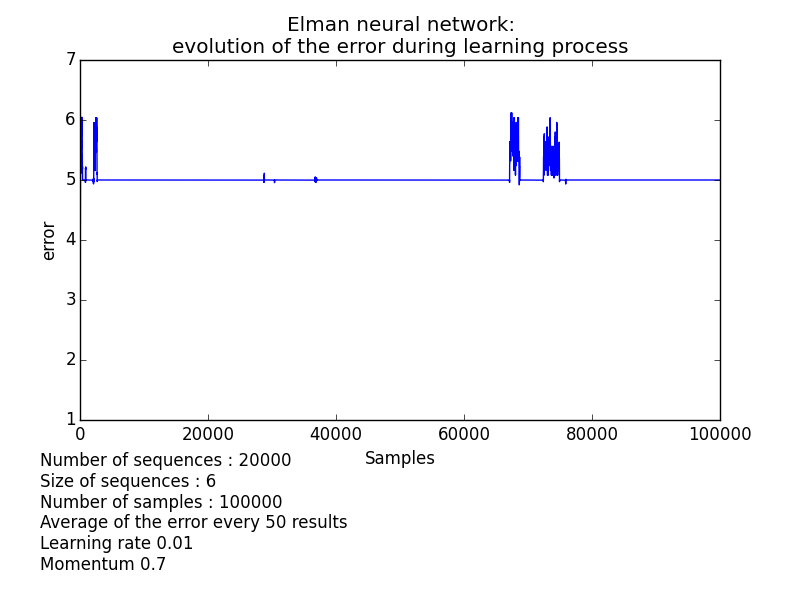 Elman neural network:
evolution of the error during learning process
7
6
5
4
3
2
1
error
0 20000 40000 60000 80000 100000
Samples
Number of sequences : 20000
Size of sequences : 6
Number of samples : 100000
Average of the error every 50 results
Learning rate 0.01
Momentum 0.7